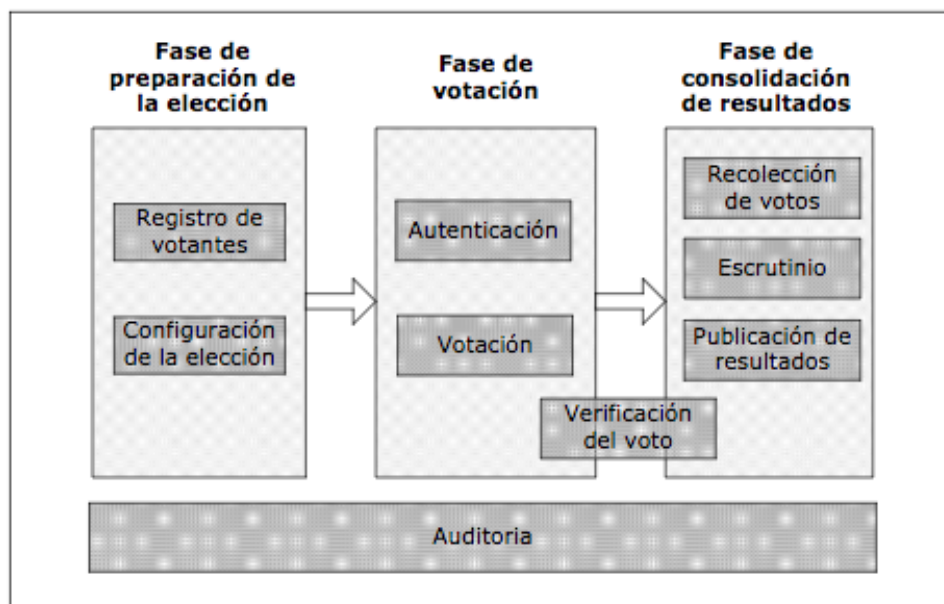 Fase de
preparación de
la elección
Registro de
votantes
Configuración
de la elección
Fase de
votación
Autenticación
Votación
Verificación
del voto
Fase de
consolidación
de resultados
Recolección
de votos
Escrutinio
Publicación de
resultados
Auditoria